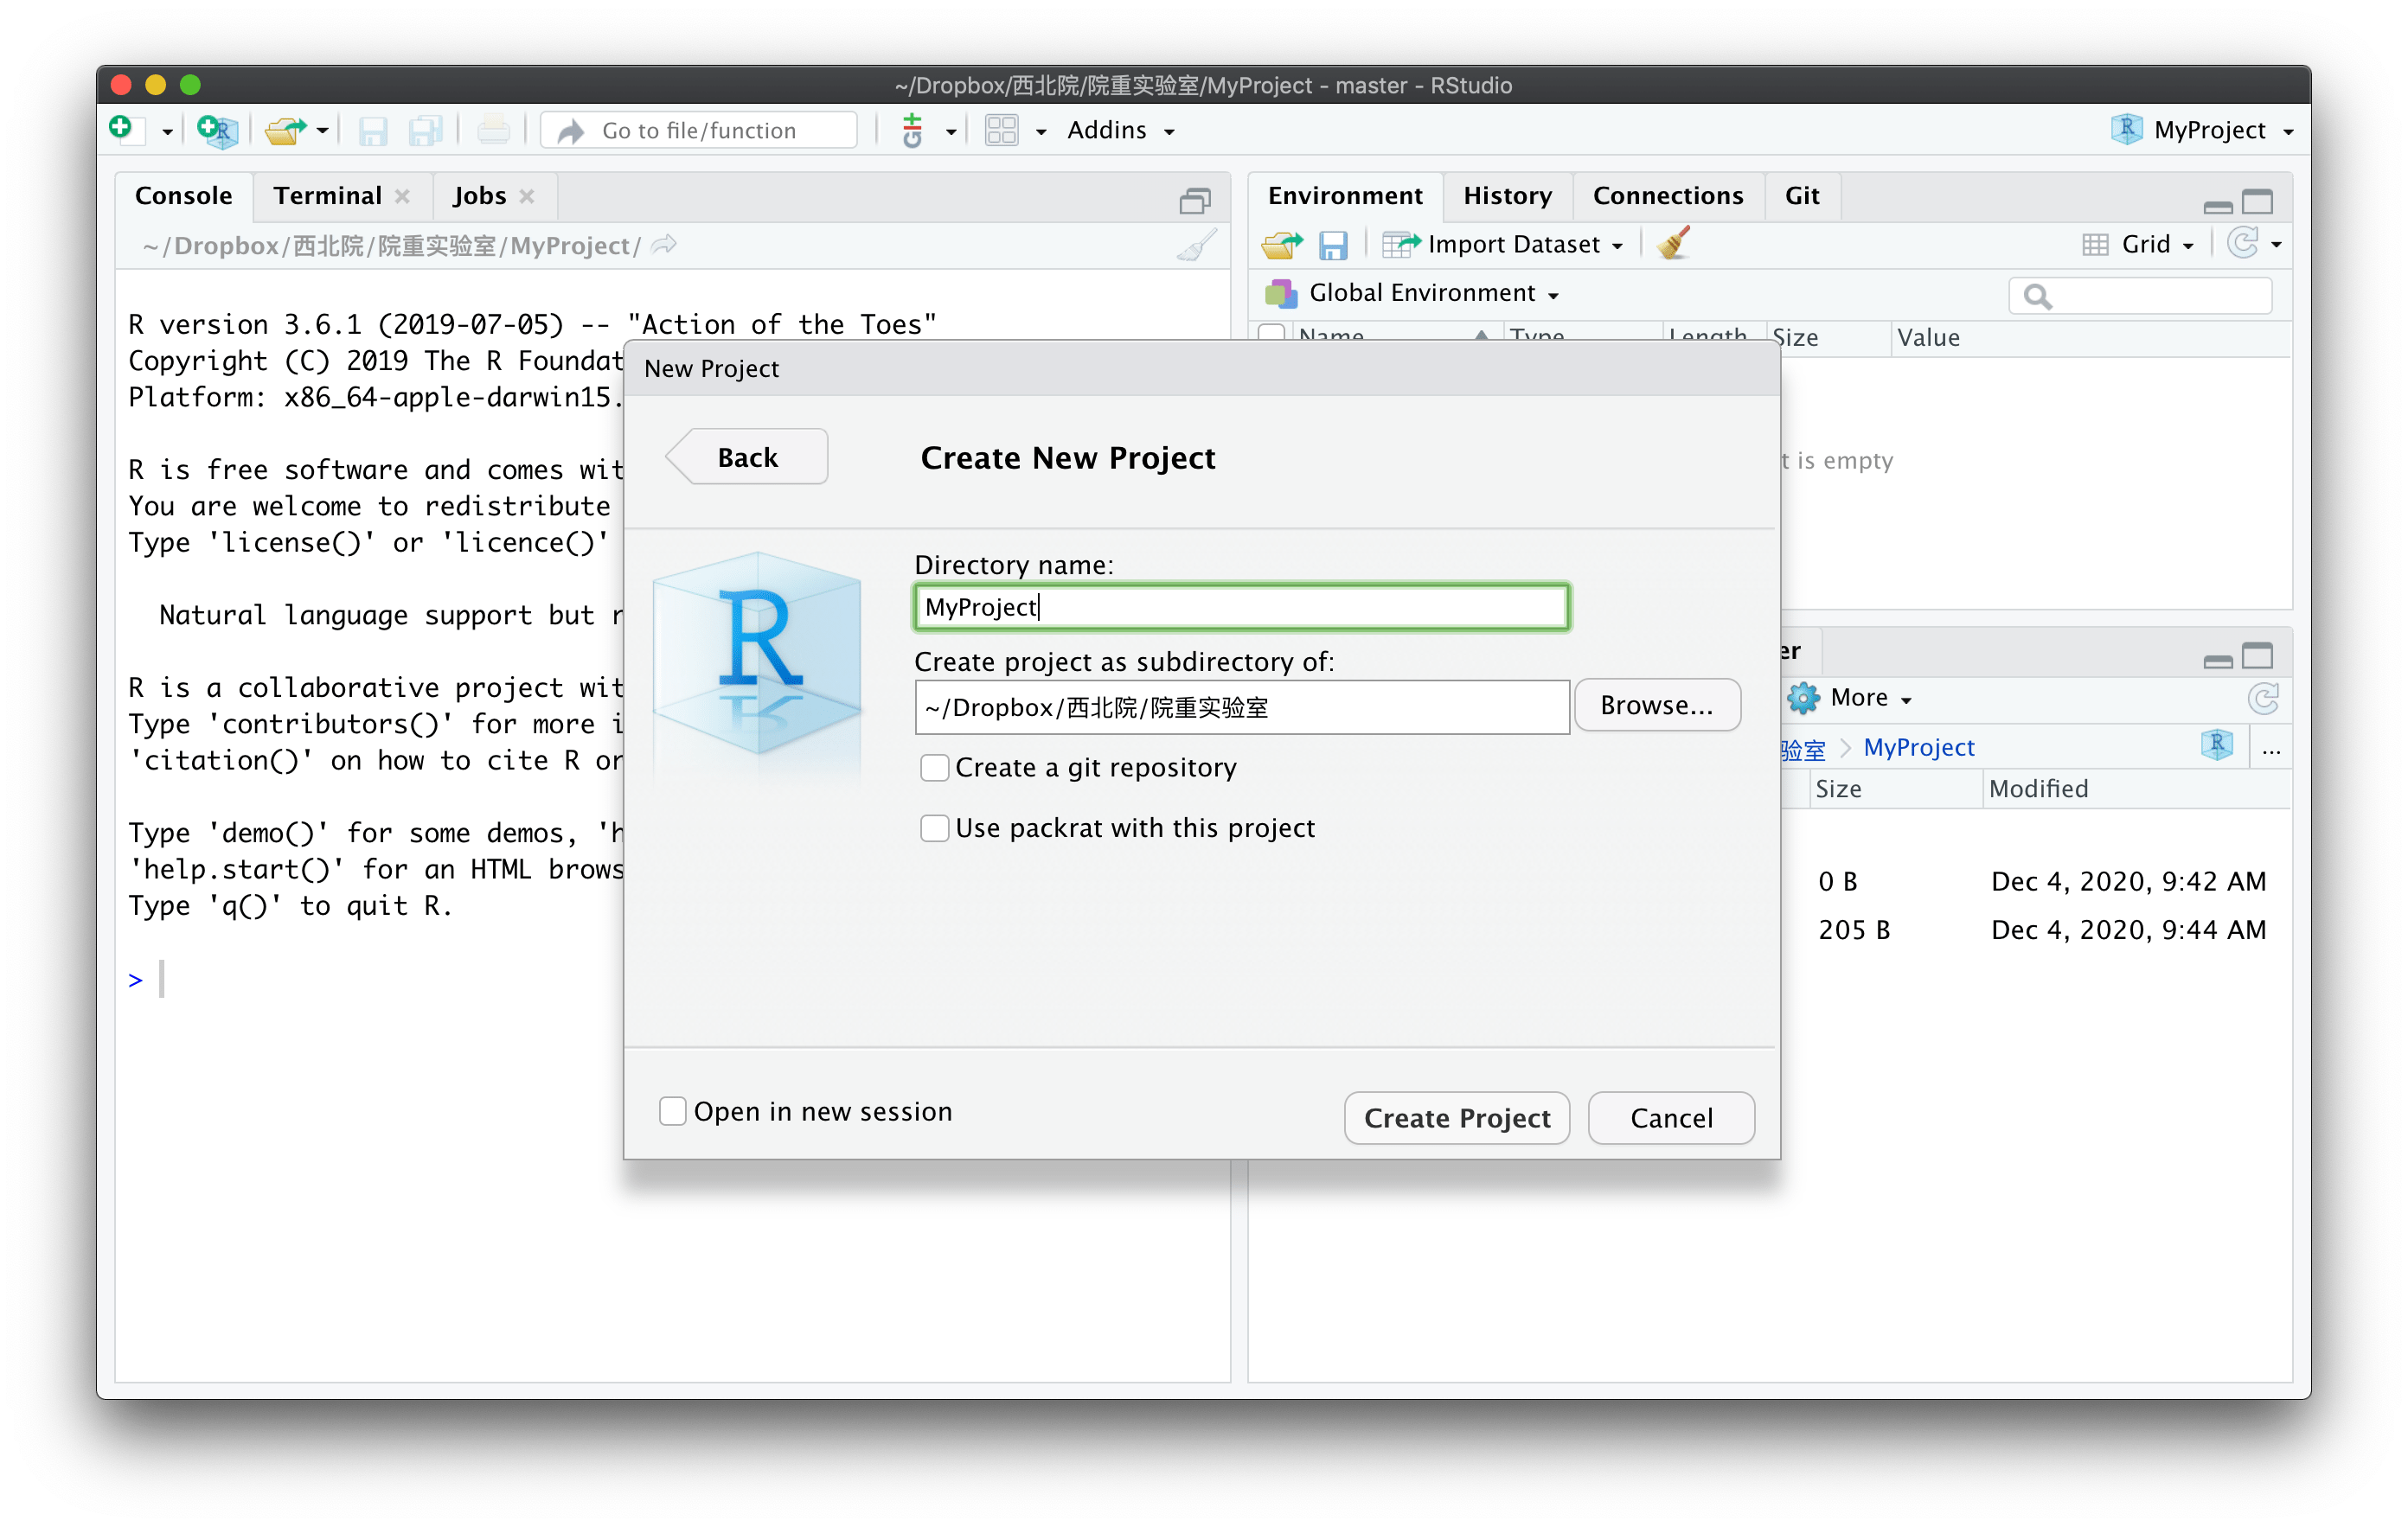 ~/Dropbox/西北院/院重实验室/MyProject - master - RStudio
Go to file/function
Addins
MyProject
Console
Terminal
Jobs
~/Dropbox/西北院/院重实验室/MyProject/
R version 3.6.1 (2019-07-05) -- "Action of the Toes"
Copyright (C) 2019 The R Foundat
Platform: x86_64-apple-darwin15.
R is free software and comes wit
You are welcome to redistribute
Type 'license()' or 'licence()'
Natural language support but r
R is a collaborative project wit
Type 'contributors()' for more i
'citation()' on how to cite R or
Type 'demo()' for some demos, 'h
'help.start()' for an HTML brows
Type 'q()' to quit R.
>
Environment
History
Connections
Git
Import Dataset
Grid
Global Environment
Name
Type
Length
Size
Value
t is empty
New Project
Back
Create New Project
R
Directory name:
MyProject
Create project as subdirectory of:
~/Dropbox/西北院/院重实验室
Browse...
Create a git repository
Use packrat with this project
Open in new session
Create Project
Cancel
er
More
验室
MyProject
...
Size
Modified
0 B
Dec 4, 2020, 9:42 AM
205 B
Dec 4, 2020, 9:44 AM